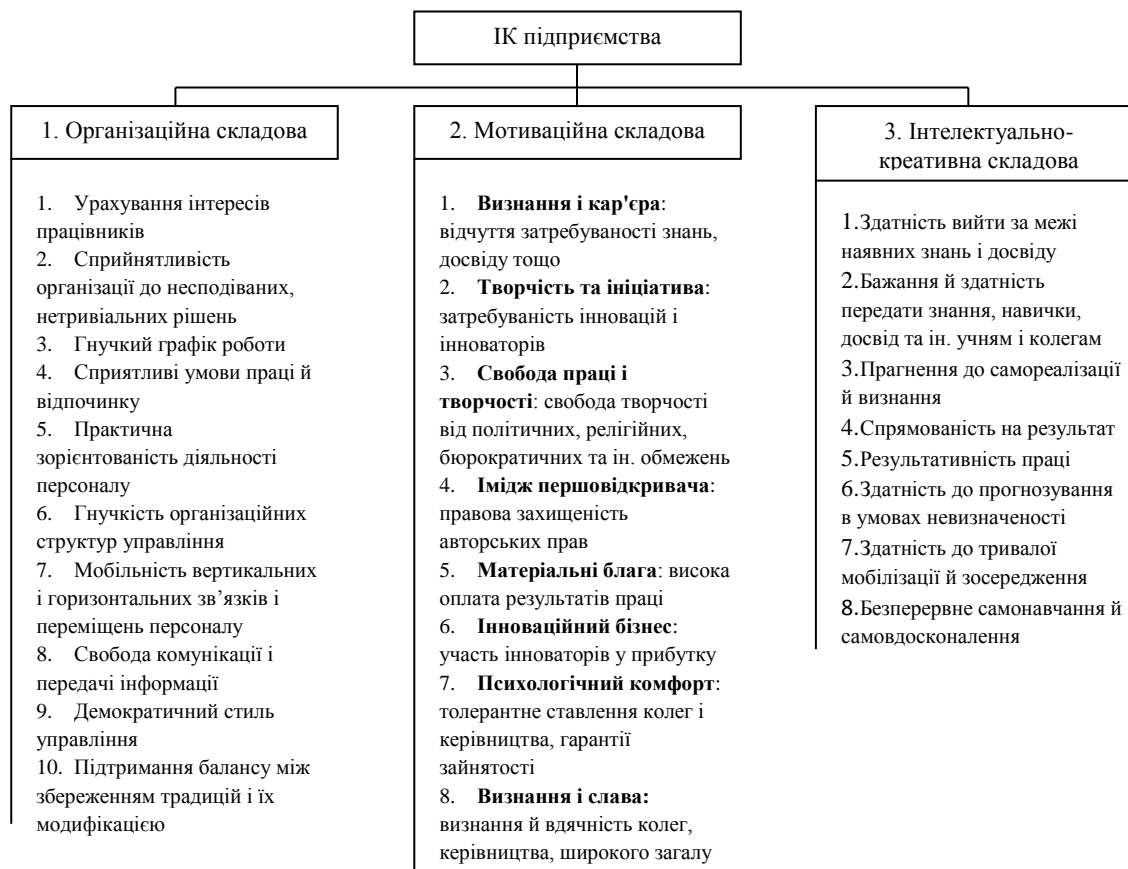 ІК підприємства
1. Організаційна складова
1. Урахування інтересів
працівників
2. Сприйнятливість
організації до несподіваних,
нетривіальних рішень
3. Гнучкий графік роботи
4. Сприятливі умови праці й
відпочинку
5. Практична
зорієнтованість діяльності
персоналу
6. Гнучкість організаційних
структур управління
7. Мобільність вертикальних
і горизонтальних зв’язків і
переміщень персоналу
8. Свобода комунікації і
передачі інформації
9. Демократичний стиль
управління
10. Підтримання балансу між
збереженням традицій і їх
модифікацією
2. Мотиваційна складова
1. Визнання і кар'єра:
відчуття затребуваності знань,
досвіду тощо
2. Творчість та ініціатива:
затребуваність інновацій і
інноваторів
3. Свобода праці і
творчості: свобода творчості
від політичних, релігійних,
бюрократичних та ін. обмежень
4. Імідж першовідкривача:
правова захищеність
авторських прав
5. Матеріальні блага: висока
оплата результатів праці
6. Інноваційний бізнес:
участь інноваторів у прибутку
7. Психологічний комфорт:
толерантне ставлення колег і
керівництва, гарантії
зайнятості
8. Визнання і слава:
визнання й вдячність колег,
керівництва, широкого загалу
3. Інтелектуально-
креативна складова
1.Здатність вийти за межі
наявних знань і досвіду
2.Бажання й здатність
передати знання, навички,
досвід та ін. учням і колегам
3.Прагнення до самореалізації
й визнання
4.Спрямованість на результат
5.Результативність праці
6.Здатність до прогнозування
в умовах невизначеності
7.Здатність до тривалої
мобілізації й зосередження
8.Безперервне самонавчання й
самовдосконалення